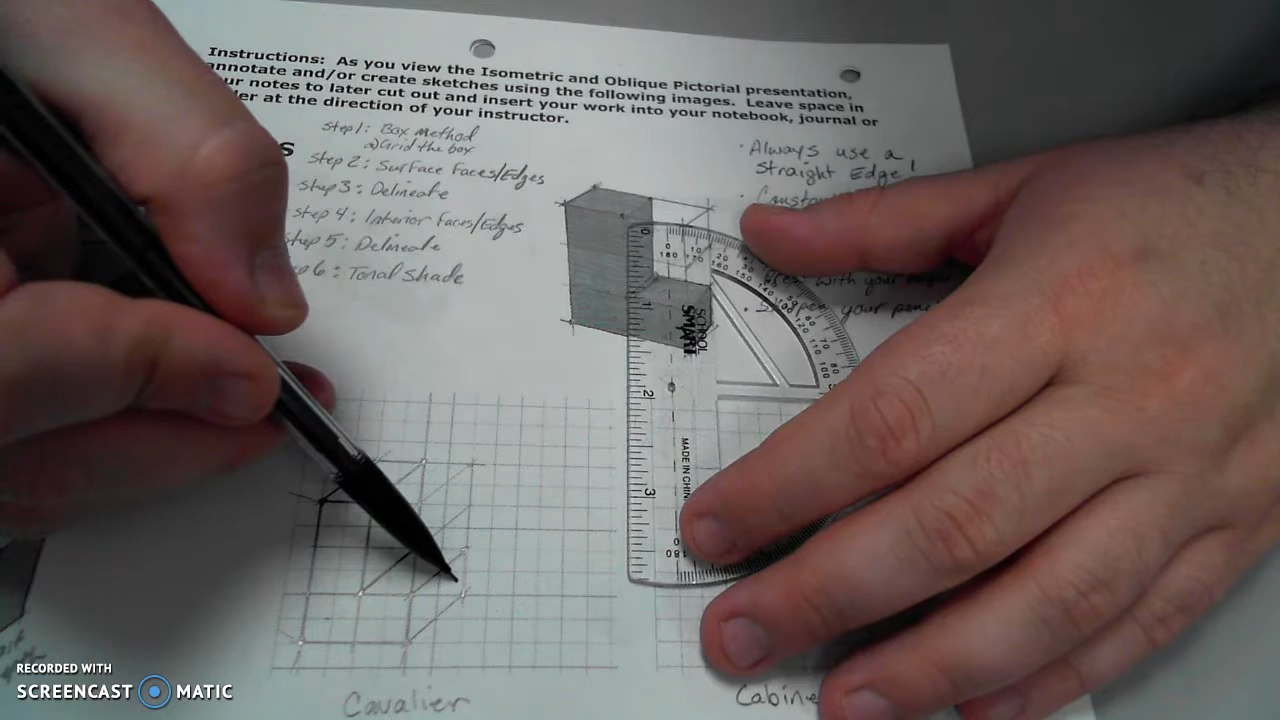 Instructions: As you view the Isometric and Oblique Pictorial presentation,
annotate and/or create sketches using the following images. Leave space in
your notes to later cut out and insert your work into your notebook, journal or
at the direction of your instructor.
Step 1: Box method
a) Grid the box
Step 2: Surface Faces/Edges
Step 3: Delineate
Step 4: Interior Faces/Edges
Step 5: Delineate
6: Tonal Shade
• Always use a
Straight Edge!
with your
your
SCHOOL
SMART
MADE IN CHIN
Cavalier
Cabine
RECORDED WITH
SCREENCAST MATIC